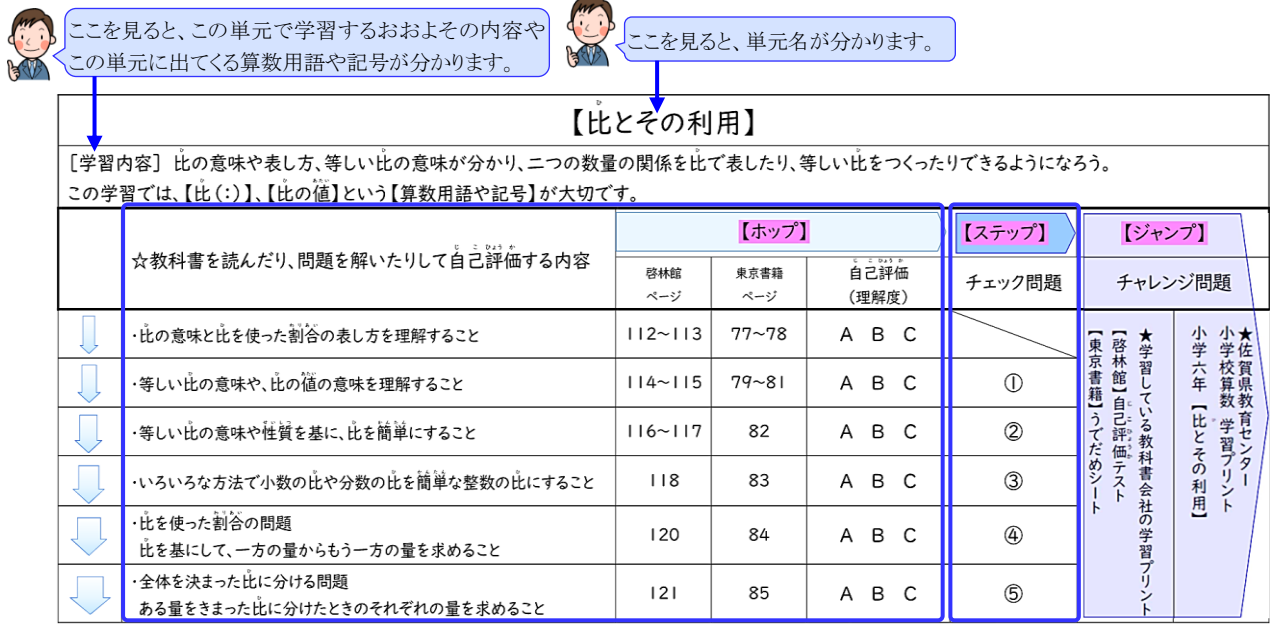 ここを見ると、この単元で学習するおおよその内容や
この単元に出てくる算数用語や記号が分かります。
ここを見ると、単元名が分かります。
【比とその利用】
[学習内容] 比の意味や表し方、等しい比の意味が分かり、二つの数量の関係を比で表したり、等しい比をつくったりできるようになろう。
この学習では、【比(:)】、【比の値】という【算数用語や記号】が大切です。
☆教科書を読んだり、問題を解いたりして自己評価する内容
【ホップ】
【ステップ】
【ジャンプ】
啓林館
ページ
東京書籍
ページ
自己評価
(理解度)
チェック問題
チャレンジ問題
・比の意味と比を使った割合の表し方を理解すること
112~113
77~78
A B C
・等しい比の意味や、比の値の意味を理解すること
114~115
79~81
A B C
①
・等しい比の意味や性質を基に、比を簡単にすること
116~117
82
A B C
②
・いろいろな方法で小数の比や分数の比を簡単な整数の比にすること
118
83
A B C
③
・比を使った割合の問題
比を基にして、一方の量からもう一方の量を求めること
120
84
A B C
④
・全体を決まった比に分ける問題
ある量をきまった比に分けたときのそれぞれの量を求めること
121
85
A B C
⑤
★佐賀県教育センター
小学校算数 学習プリント
小学六年 【比とその利用】
★学習している教科書会社の学習プリント
【啓林館】自己評価テスト
【東京書籍】うでだめシート